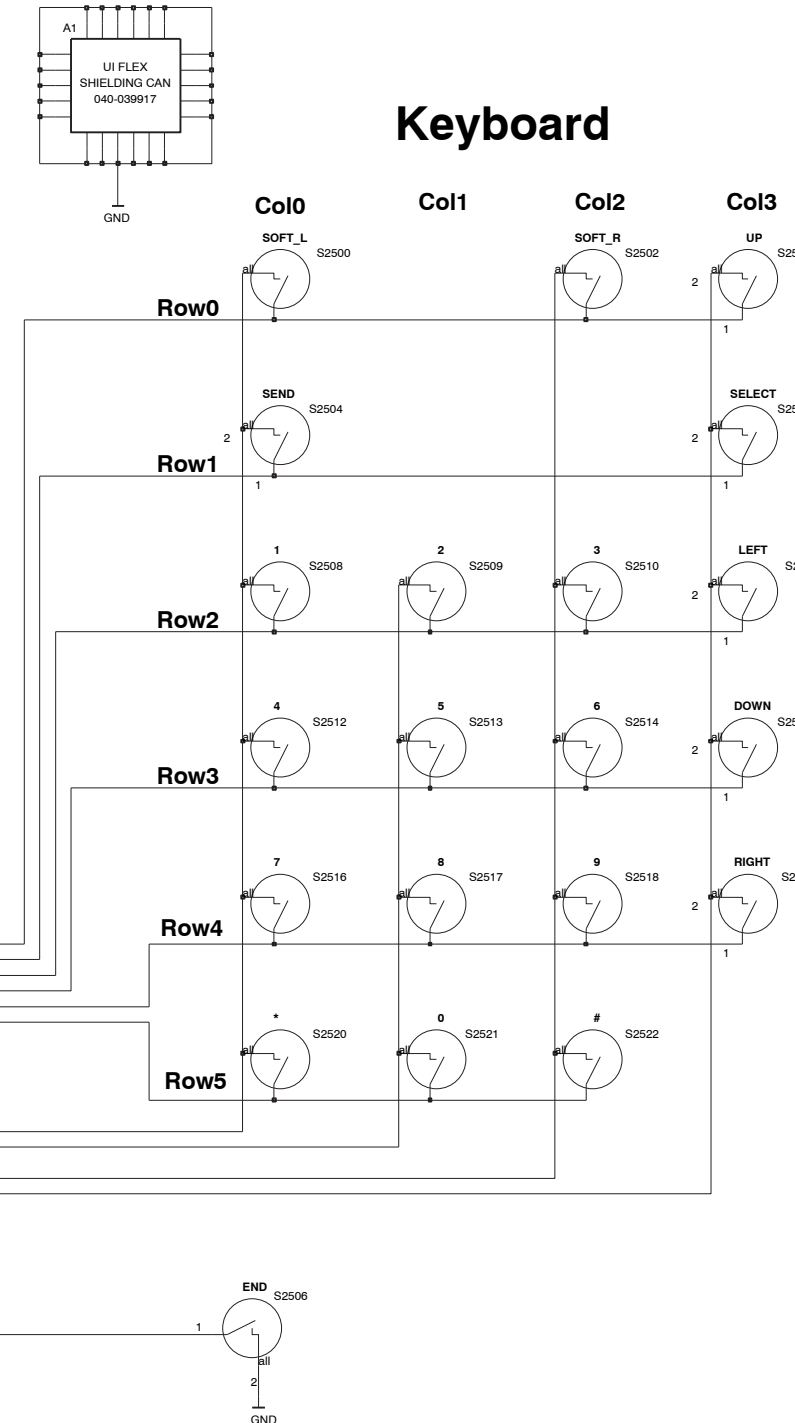 A1
UI FLEX
SHIELDING CAN
040-039917
GND
Keyboard
Col0 Col1 Col2 Col3
SOFT_L SOFT_R UP
S2500 S2502
all all all
2
Row0
1
SEND SELECT
S2504
all all
2 2
Row1
1 1
1 2 3 LEFT
S2508 S2509 S2510
all all all all
2
Row2
1
4 5 6 DOWN
S2512 S2513 S2514
all all all all
2
Row3
1
7 8 9 RIGHT
S2516 S2517 S2518
all all all all
2
Row4
1
* 0 #
S2520 S2521 S2522
all all all
Row5
END
S2506
1
all
2
GND